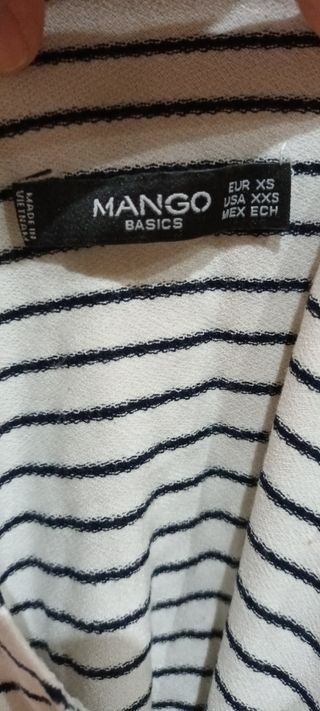 MADE IN
VIETNAM
MANGO
BASICS
EUR XS
USA XXS
MEX ECH